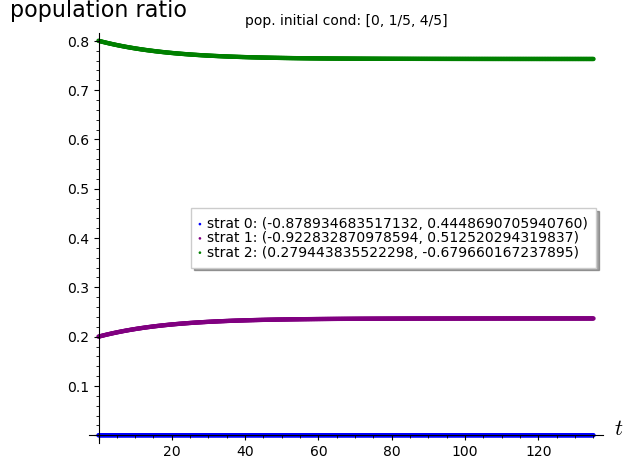 population ratio
pop. initial cond: [0, 1/5, 4/5]
0.8
0.7
0.6
0.5
strat 0: (-0.878934683517132, 0.4448690705940760)
strat 1: (-0.922832870978594, 0.512520294319837)
strat 2: (0.279443835522298, -0.679660167237895)
0.4
0.3
0.2
0.1
t
20 40 60 80 100 120